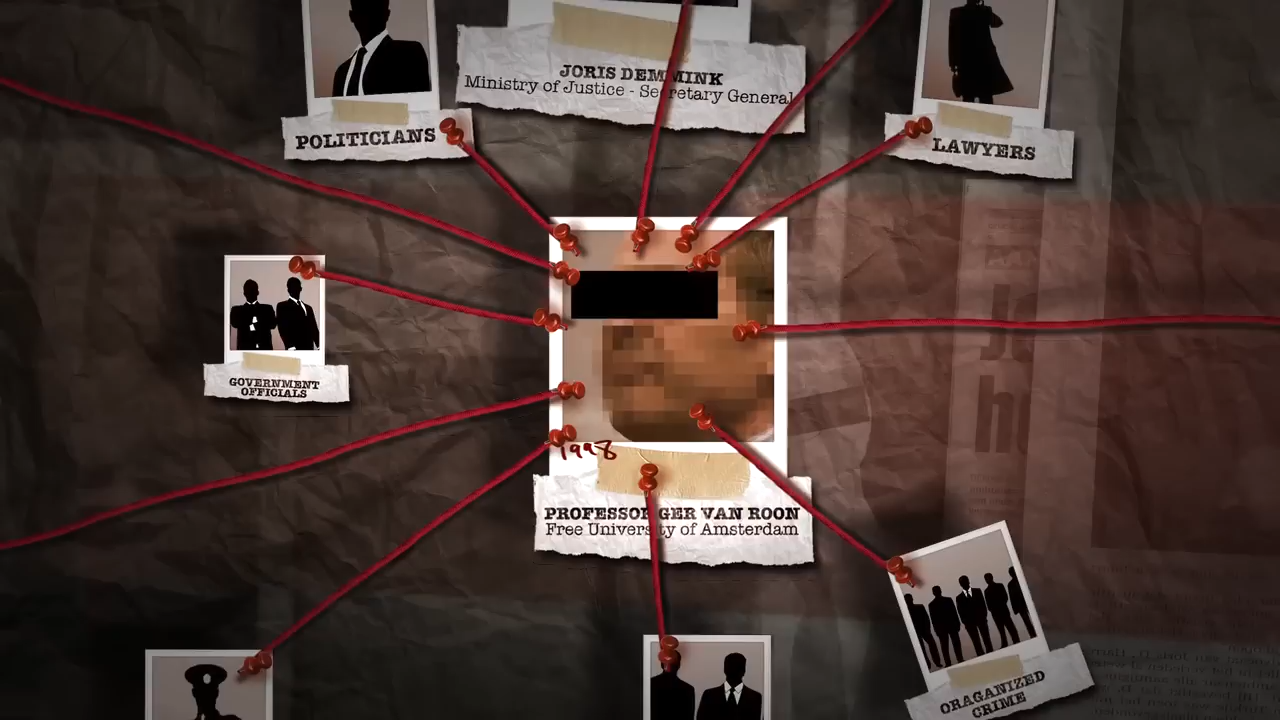 JORIS DEMMINK
Ministry of Justice - Secretary General
POLITICIANS
LAWYERS
GOVERNMENT
OFFICIALS
1998
PROFESSOR GER VAN ROON
Free University of Amsterdam
ORAGANIZED
CRIME